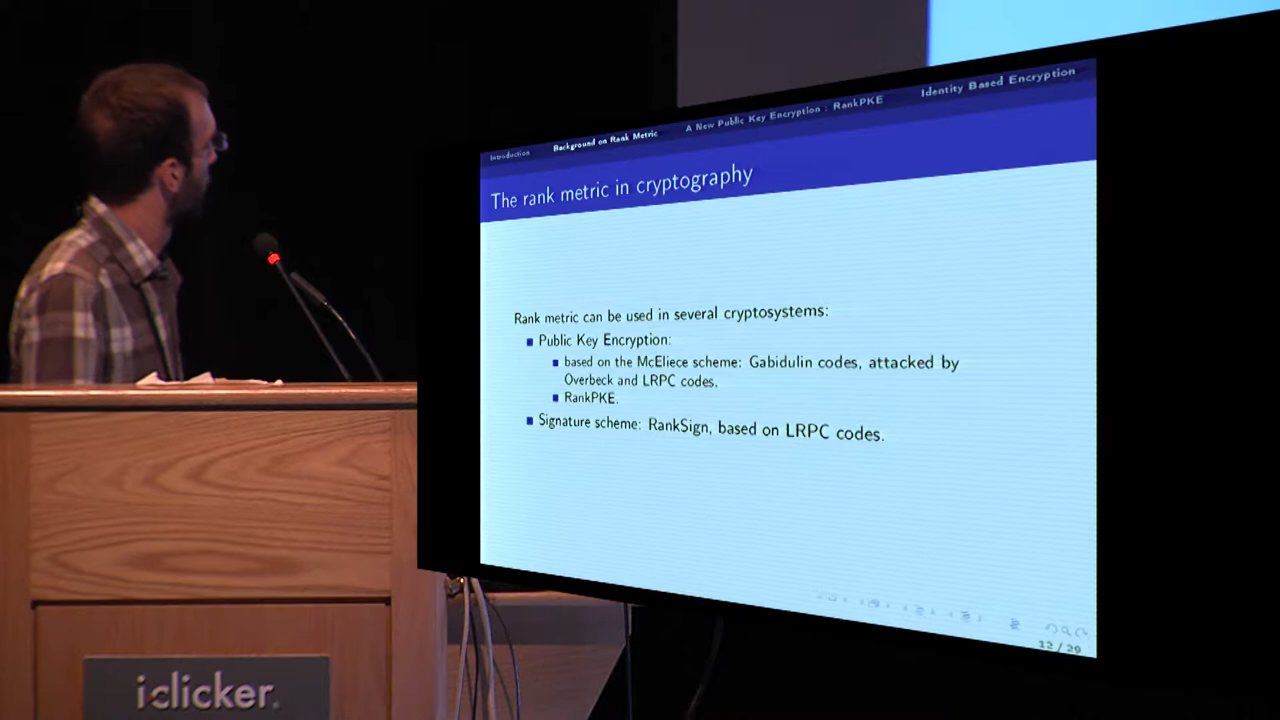 Introduction Background on Rank Metric A New Public Key Encryption : RankPKE Identity Based Encryption
The rank metric in cryptography
Rank metric can be used in several cryptosystems:
Public Key Encryption:
based on the McEliece scheme: Gabidulin codes, attacked by
Overbeck and LRPC codes.
RankPKE.
Signature scheme: RankSign, based on LRPC codes.
12 / 29
iclicker.